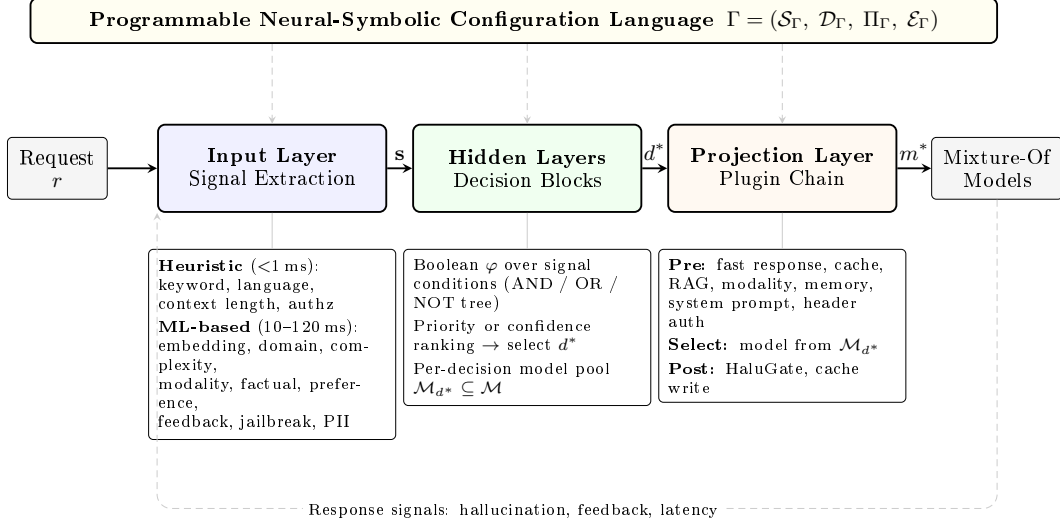 Programmable Neural-Symbolic Configuration Language Γ = (𝒮_Γ, 𝒟_Γ, Π_Γ, ℰ_Γ)
Request
r
Input Layer
Signal Extraction
s
Hidden Layers
Decision Blocks
d*
Projection Layer
Plugin Chain
m*
Mixture-Of
Models
Heuristic (<1 ms):
keyword, language,
context length, authz
ML-based (10–120 ms):
embedding, domain, com-
plexity,
modality, factual, prefer-
ence,
feedback, jailbreak, PII
Boolean φ over signal
conditions (AND / OR /
NOT tree)
Priority or confidence
ranking → select d*
Per-decision model pool
ℳ_d* ⊆ ℳ
Pre: fast response, cache,
RAG, modality, memory,
system prompt, header
auth
Select: model from ℳ_d*
Post: HaluGate, cache
write
Response signals: hallucination, feedback, latency